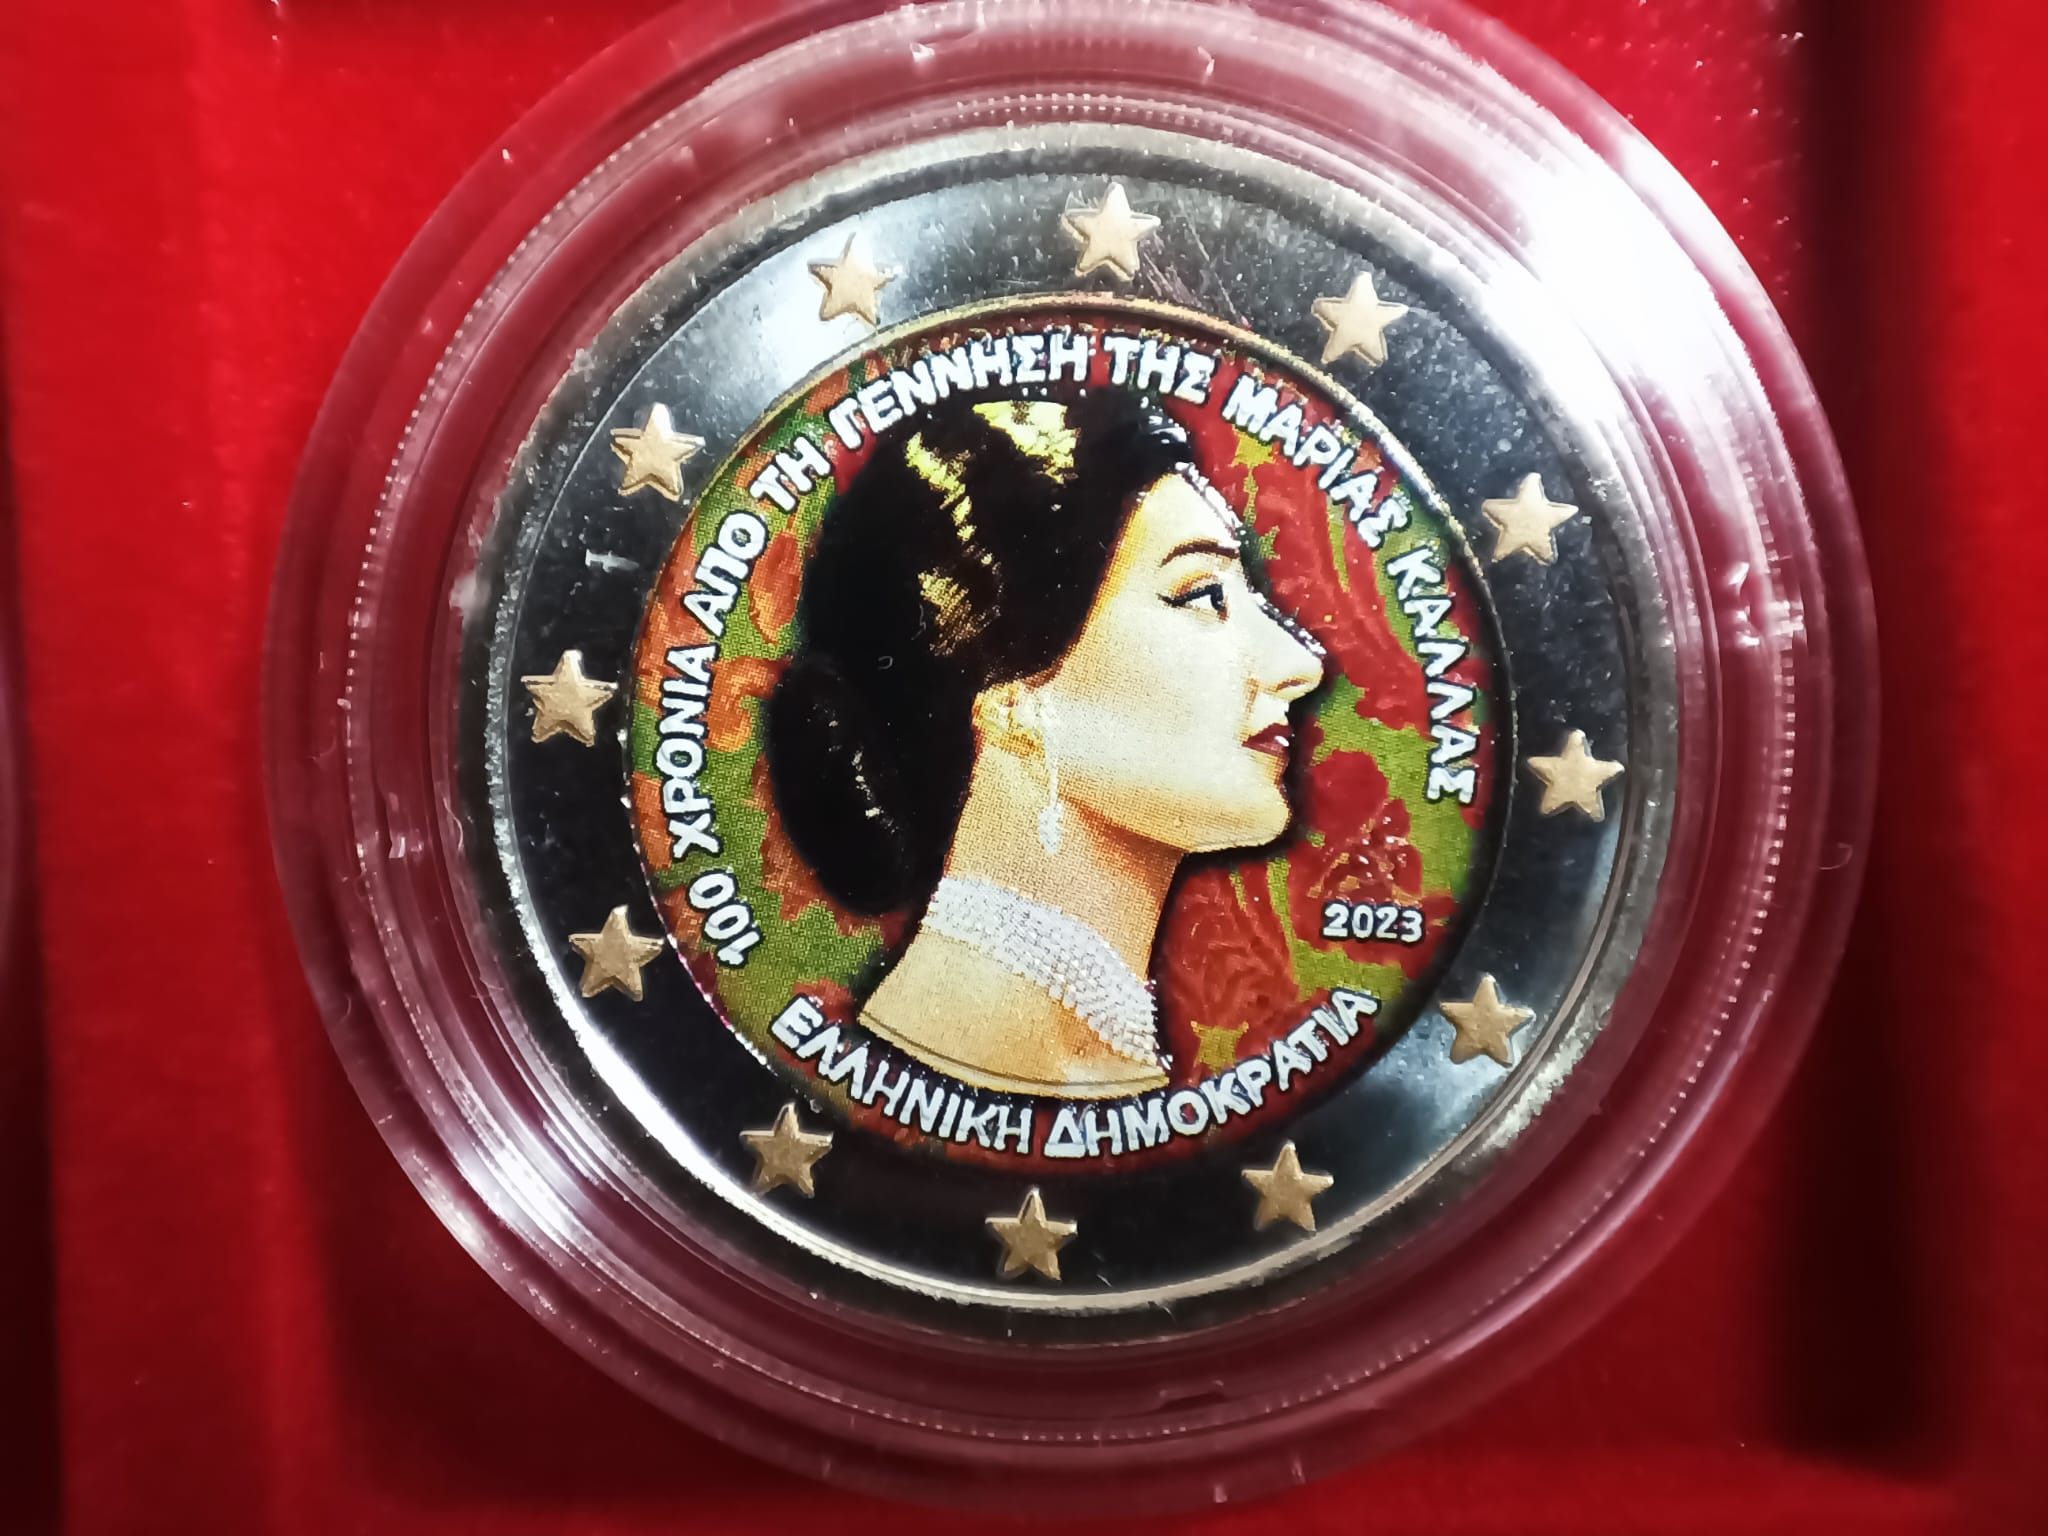 100 ΧΡΟΝΙΑ ΑΠΟ ΤΗ ΓΕΝΝΗΣΗ ΤΗΣ ΜΑΡΙΑΣ ΚΑΛΛΑΣ
2023
ΕΛΛΗΝΙΚΗ ΔΗΜΟΚΡΑΤΙΑ